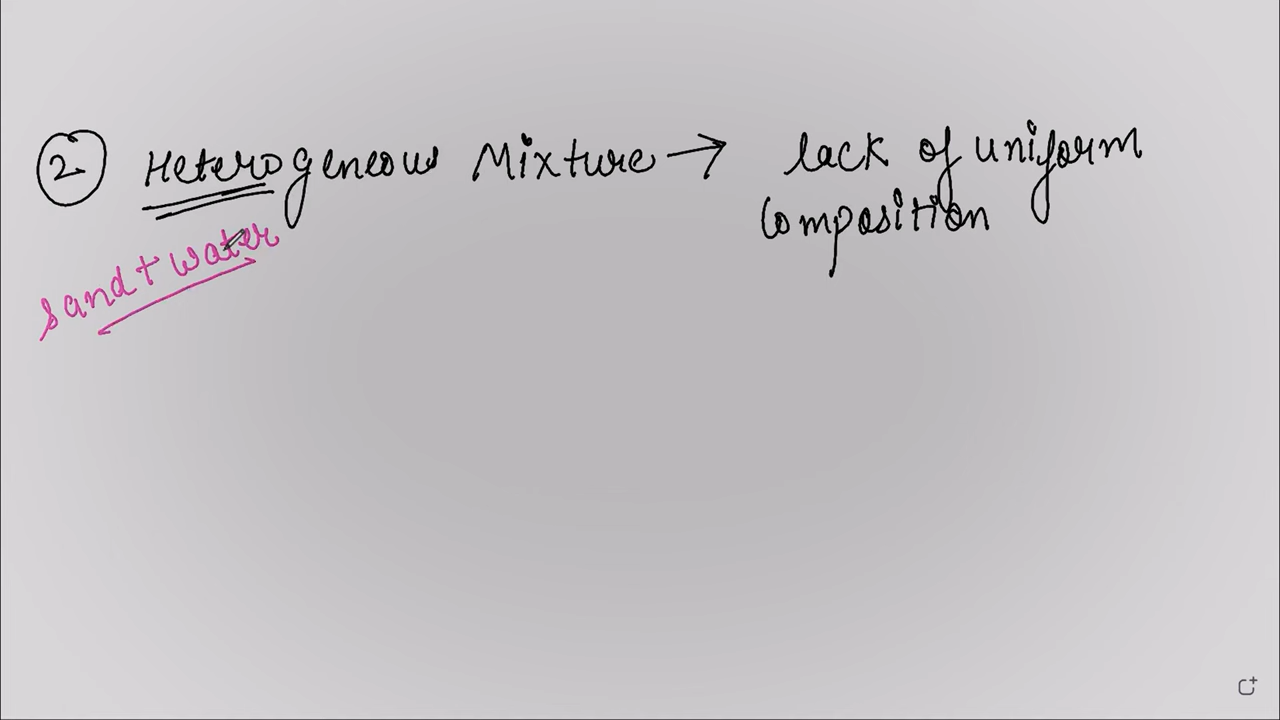 2. Heterogeneous Mixture → lack of uniform
composition
sand + water